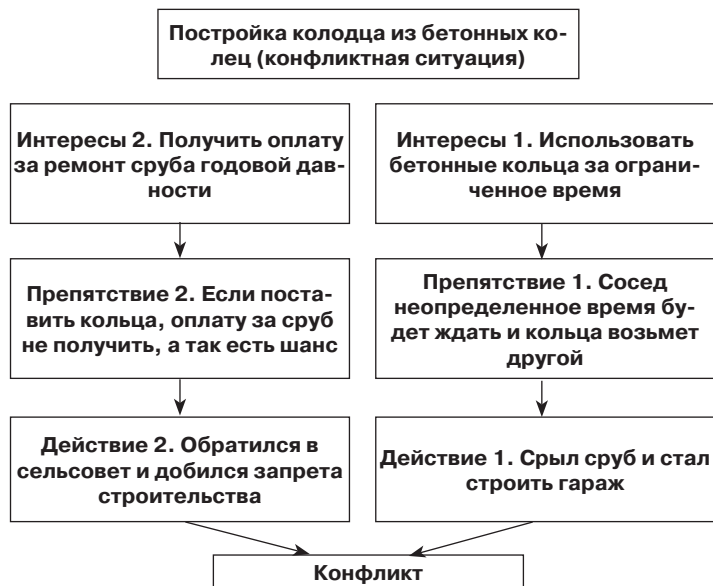 Постройка колодца из бетонных ко-
лец (конфликтная ситуация)
Интересы 2. Получить оплату
за ремонт сруба годовой дав-
ности
Интересы 1. Использовать
бетонные кольца за ограни-
ченное время
Препятствие 2. Если поста-
вить кольца, оплату за сруб
не получить, а так есть шанс
Препятствие 1. Сосед
неопределенное время бу-
дет ждать и кольца возьмет
другой
Действие 2. Обратился в
сельсовет и добился запрета
строительства
Действие 1. Срыл сруб и стал
строить гараж
Конфликт